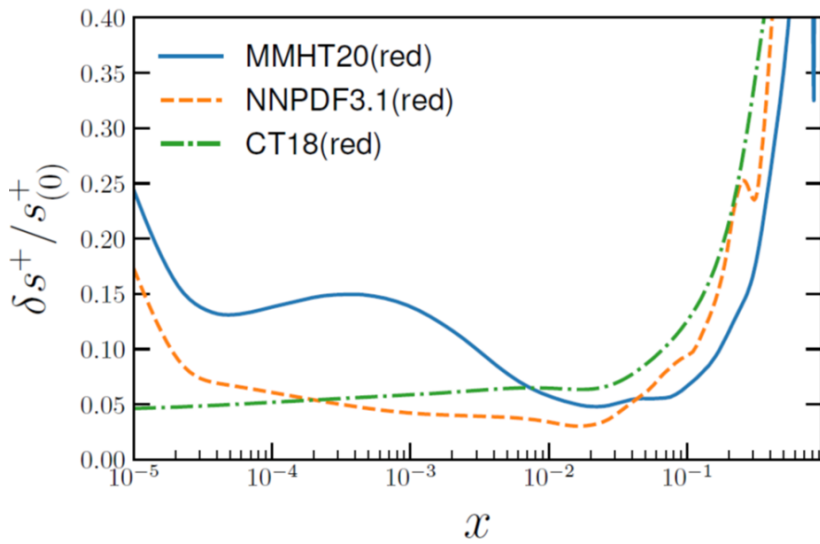 0.40
0.35
0.30
0.25
0.20
0.15
0.10
0.05
0.00
δs⁺/s⁺₍₀₎
MMHT20(red)
NNPDF3.1(red)
CT18(red)
10⁻⁵ 10⁻⁴ 10⁻³ 10⁻² 10⁻¹
x